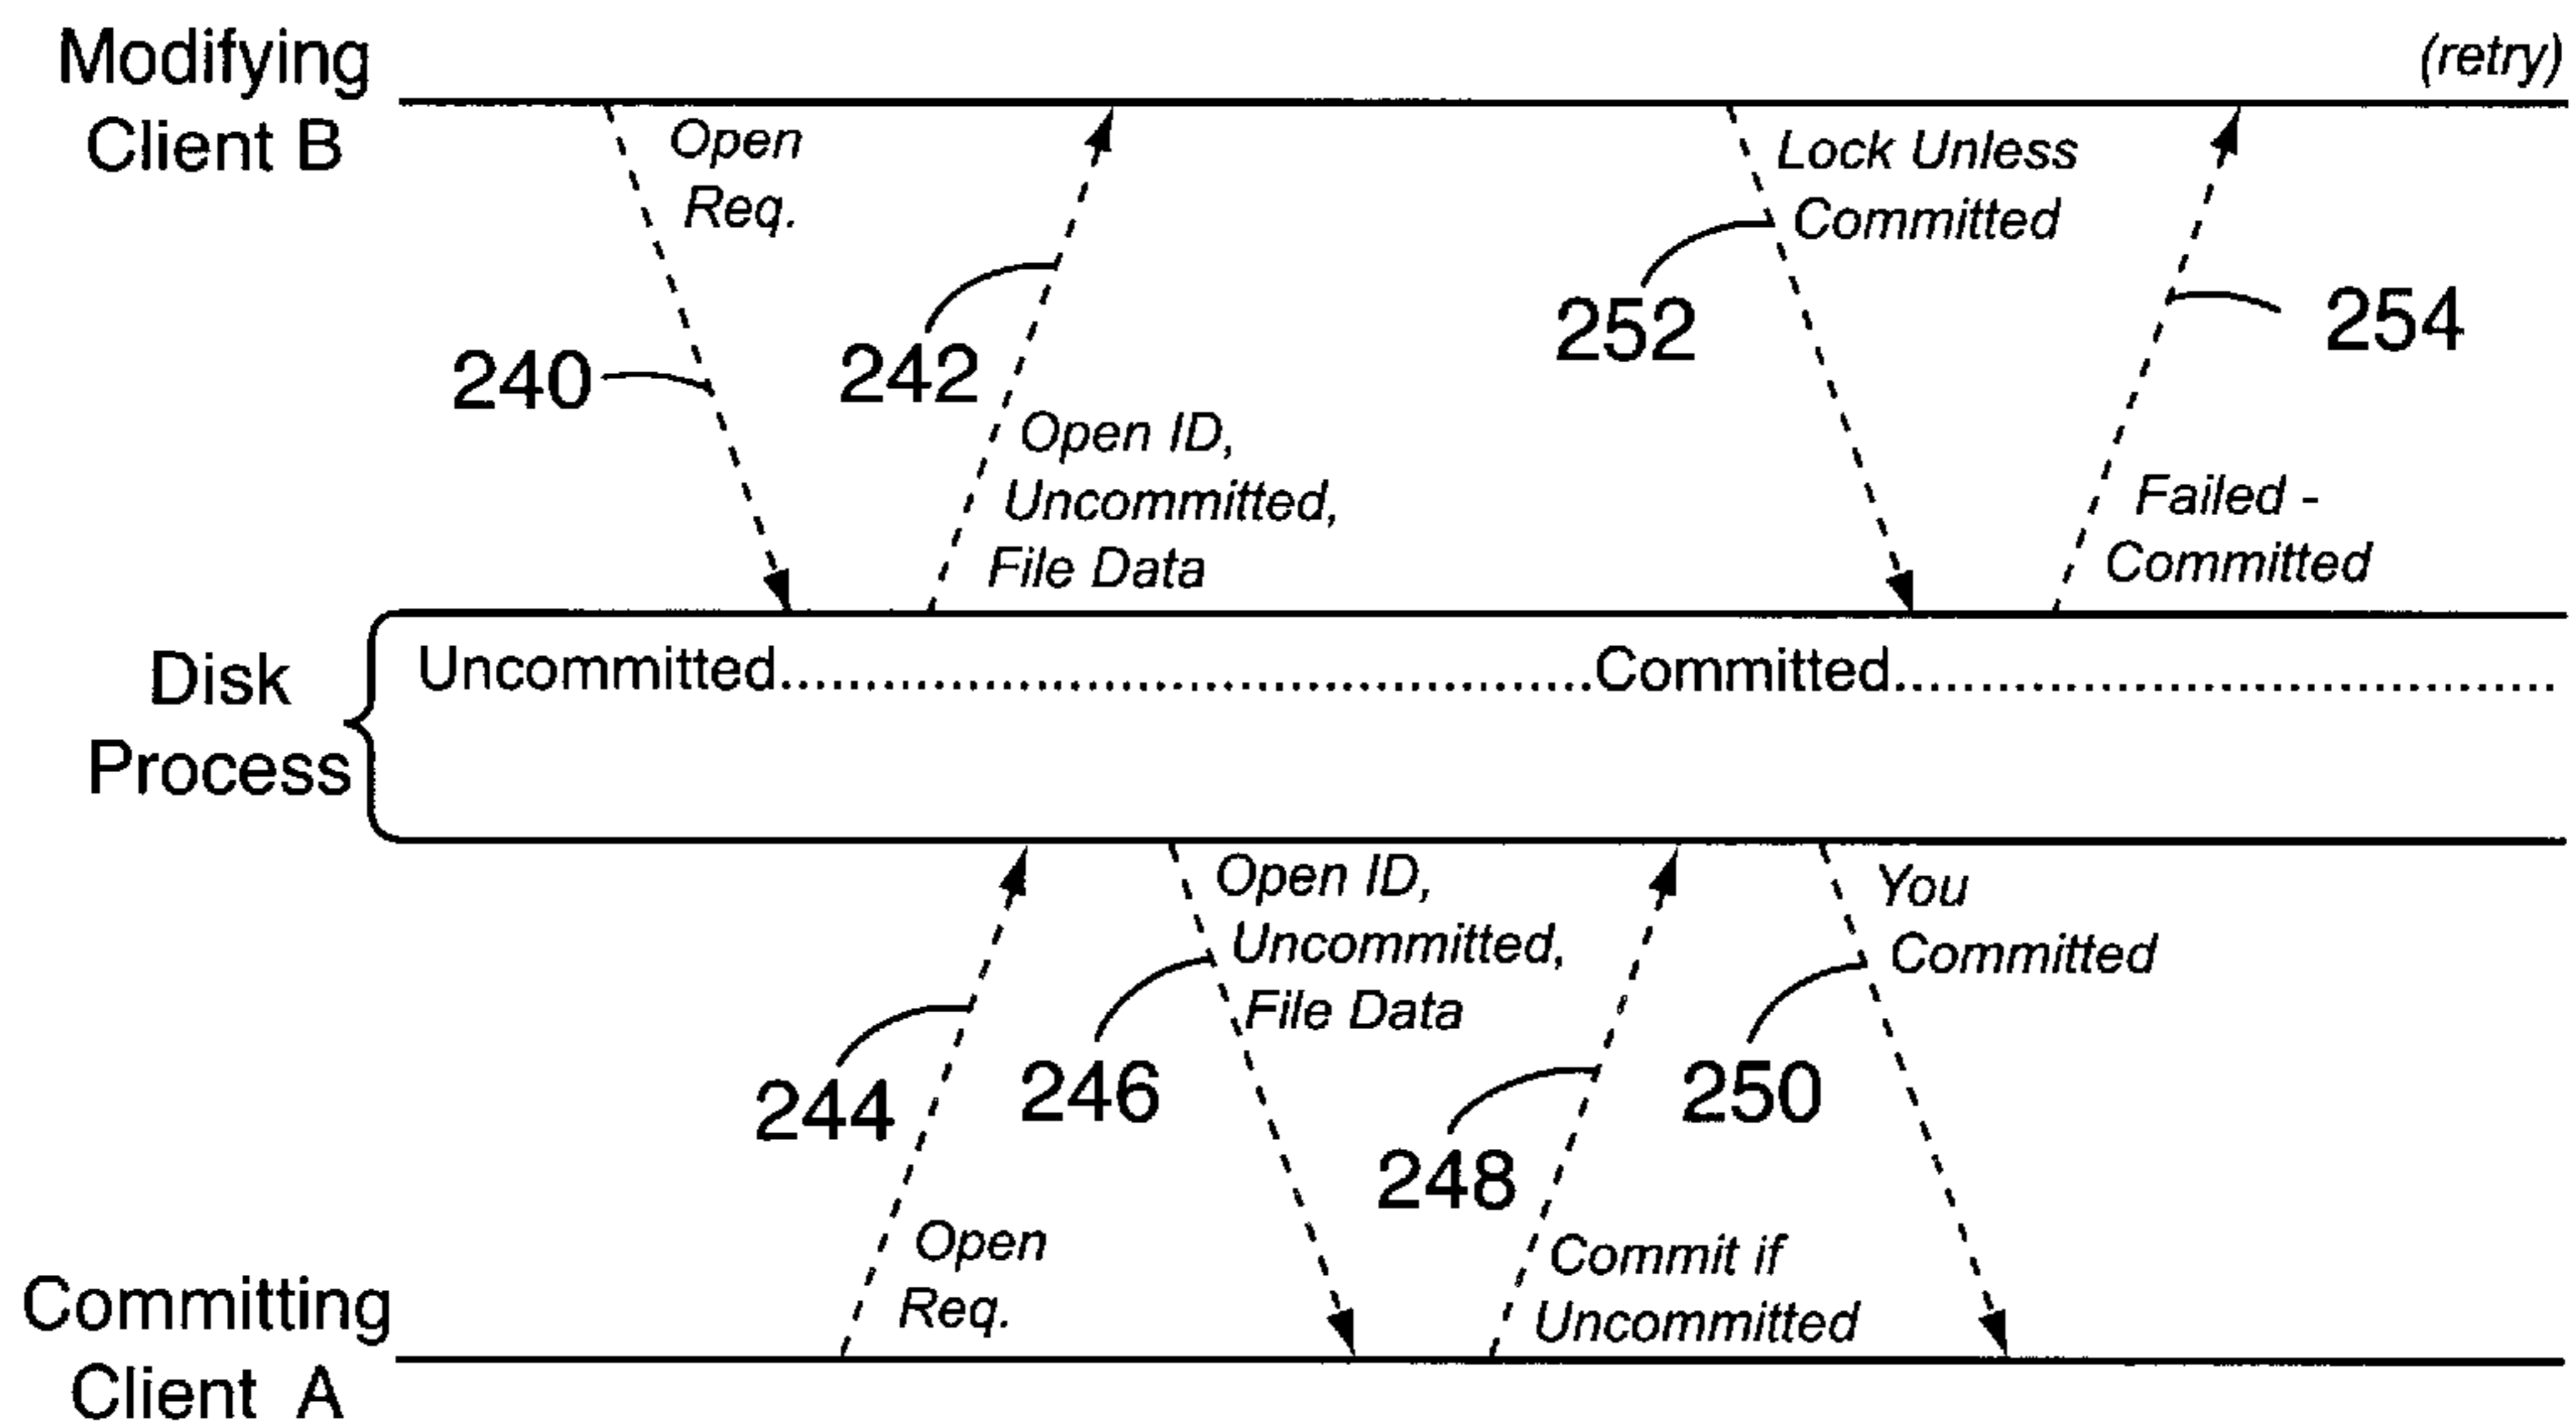 Modifying
Client B
(retry)
Open
Req.
Lock Unless
Committed
240
242
252
254
Open ID,
Uncommitted,
File Data
Failed -
Committed
Disk
Process
Uncommitted................................................Committed........................................
Open ID,
Uncommitted,
File Data
You
Committed
244
246
248
250
Open
Req.
Commit if
Uncommitted
Committing
Client A